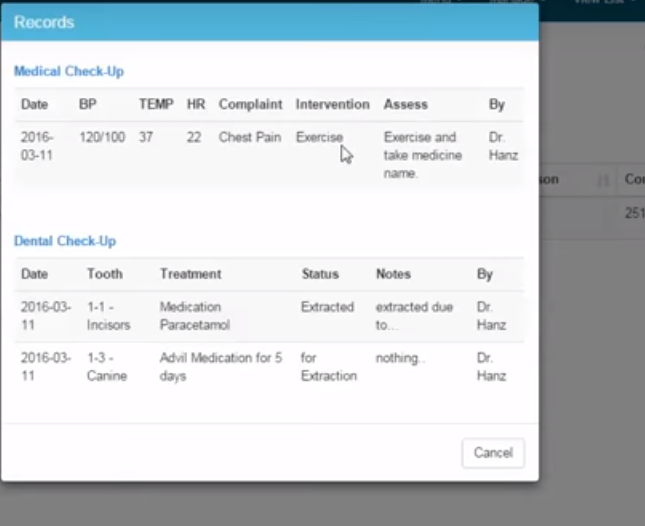 Records
Medical Check-Up
Date BP TEMP HR Complaint Intervention Assess By
2016- 120/100 37 22 Chest Pain Exercise Exercise and Dr.
03-11 take medicine Hanz
name.
son Co
251
Dental Check-Up
Date Tooth Treatment Status Notes By
2016-03- 1-1 - Medication Extracted extracted due Dr.
11 Incisors Paracetamol to... Hanz
2016-03- 1-3 - Advil Medication for 5 for nothing.. Dr.
11 Canine days Extraction Hanz
Cancel